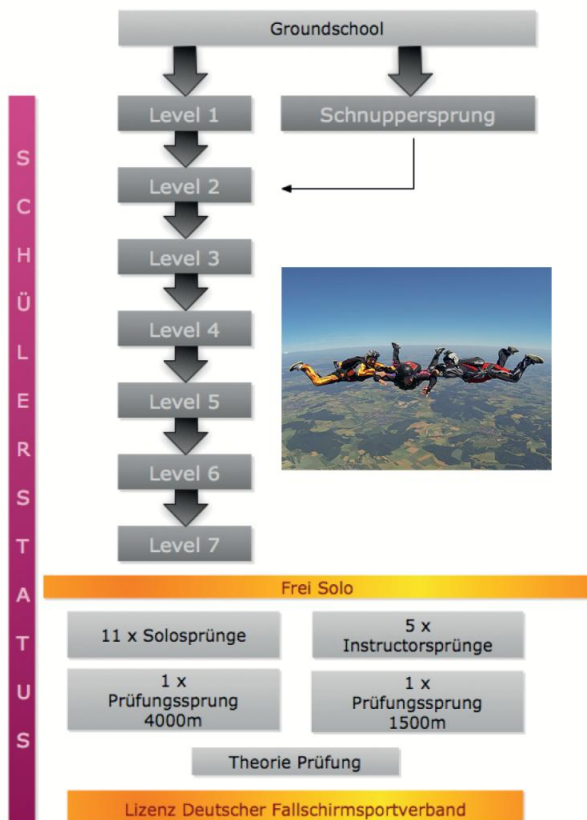 Groundschool
Level 1
Schnuppersprung
Level 2
Level 3
Level 4
Level 5
Level 6
Level 7
SCHÜLERSTATUS
Frei Solo
11 x Solosprünge
5 x
Instructorsprünge
1 x
Prüfungssprung
4000m
1 x
Prüfungssprung
1500m
Theorie Prüfung
Lizenz Deutscher Fallschirmsportverband